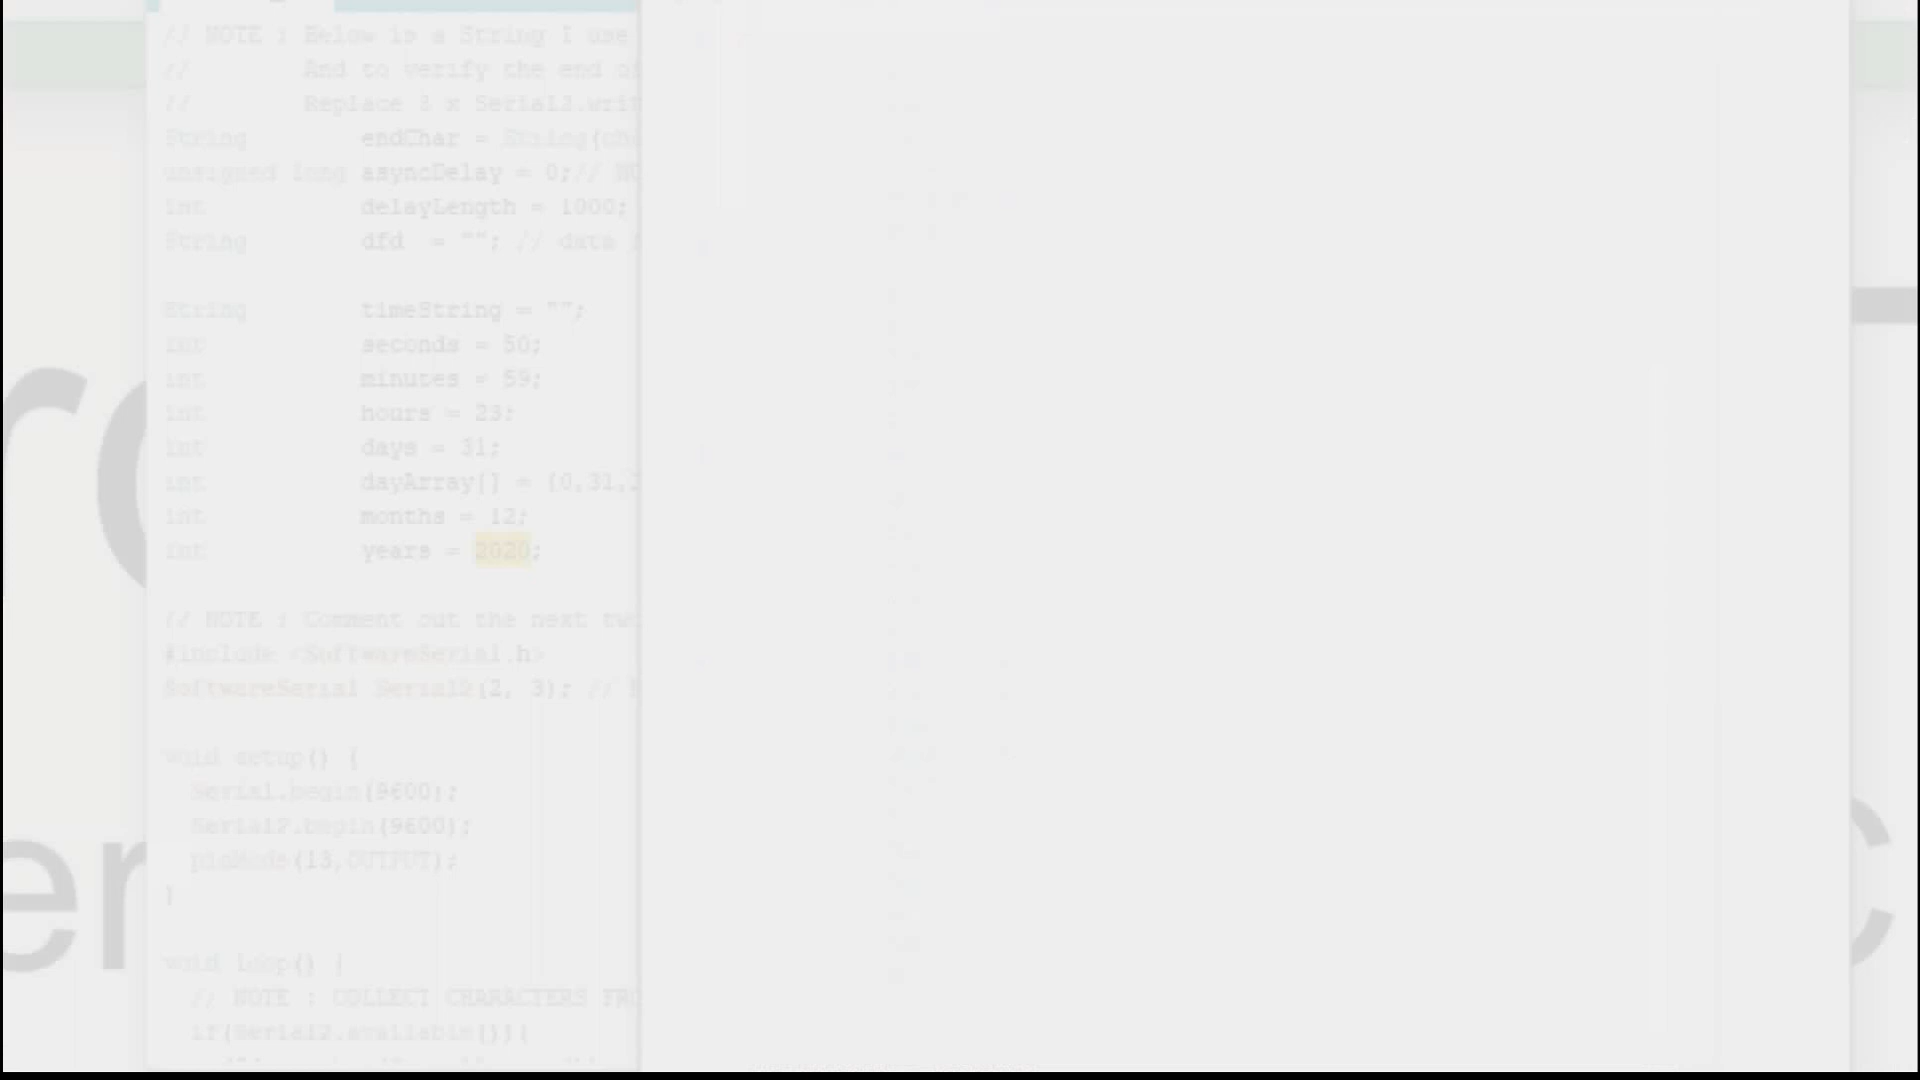 // NOTE : Below is a String I use
// And to verify the end of
// Replace 3 x Serial2.writ
String endChar = String(cha
unsigned long asyncDelay = 0;// NO
int delayLength = 1000;
String dfd = ""; // data
String timeString = "";
int seconds = 50;
int minutes = 59;
int hours = 23;
int days = 31;
int dayArray[] = {0,31,2
int months = 12;
int years = 2020;
// NOTE : Comment out the next tw
#include <SoftwareSerial.h>
SoftwareSerial Serial2(2, 3); //
void setup() {
Serial.begin(9600);
Serial2.begin(9600);
pinMode(13,OUTPUT);
}
void loop() {
// NOTE : COLLECT CHARACTERS FRO
if(Serial2.available()){
er
c